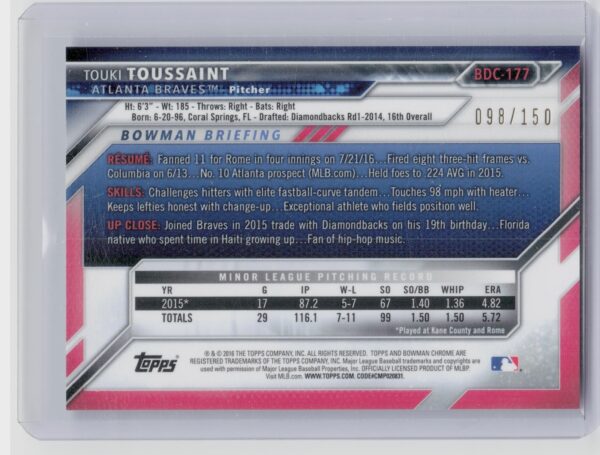 TOUKI TOUSSAINT
BDC-177
ATLANTA BRAVES™ Pitcher
Ht: 6'3" - Wt: 185 - Throws: Right - Bats: Right
098/150
Born: 6-20-96, Coral Springs, FL - Drafted: Diamondbacks Rd1-2014, 16th Overall
BOWMAN BRIEFING
RÉSUMÉ: Fanned 11 for Rome in four innings on 7/21/16...Fired eight three-hit frames vs.
Columbia on 6/13...No. 10 Atlanta prospect (MLB.com)...Held foes to .224 AVG in 2015.
SKILLS: Challenges hitters with elite fastball-curve tandem...Touches 98 mph with heater...
Keeps lefties honest with change-up...Exceptional athlete who fields position well.
UP CLOSE: Joined Braves in 2015 trade with Diamondbacks on his 19th birthday...Florida
native who spent time in Haiti growing up...Fan of hip-hop music.
MINOR LEAGUE PITCHING RECORD
YR G IP W-L SO SO/BB WHIP ERA
2015* 17 87.2 5-7 67 1.40 1.36 4.82
TOTALS 29 116.1 7-11 99 1.50 1.50 5.72
*Played at Kane County and Rome
Topps
® & © 2016 THE TOPPS COMPANY, INC. ALL RIGHTS RESERVED. TOPPS AND BOWMAN CHROME ARE
REGISTERED TRADEMARKS OF THE TOPPS COMPANY, INC. Major League Baseball trademarks and copyrights are
used with permission of Major League Baseball Properties, Inc. OFFICIALLY LICENSED PRODUCT OF MLBP.
Visit MLB.com. WWW.TOPPS.COM. CODE#CMP020831.